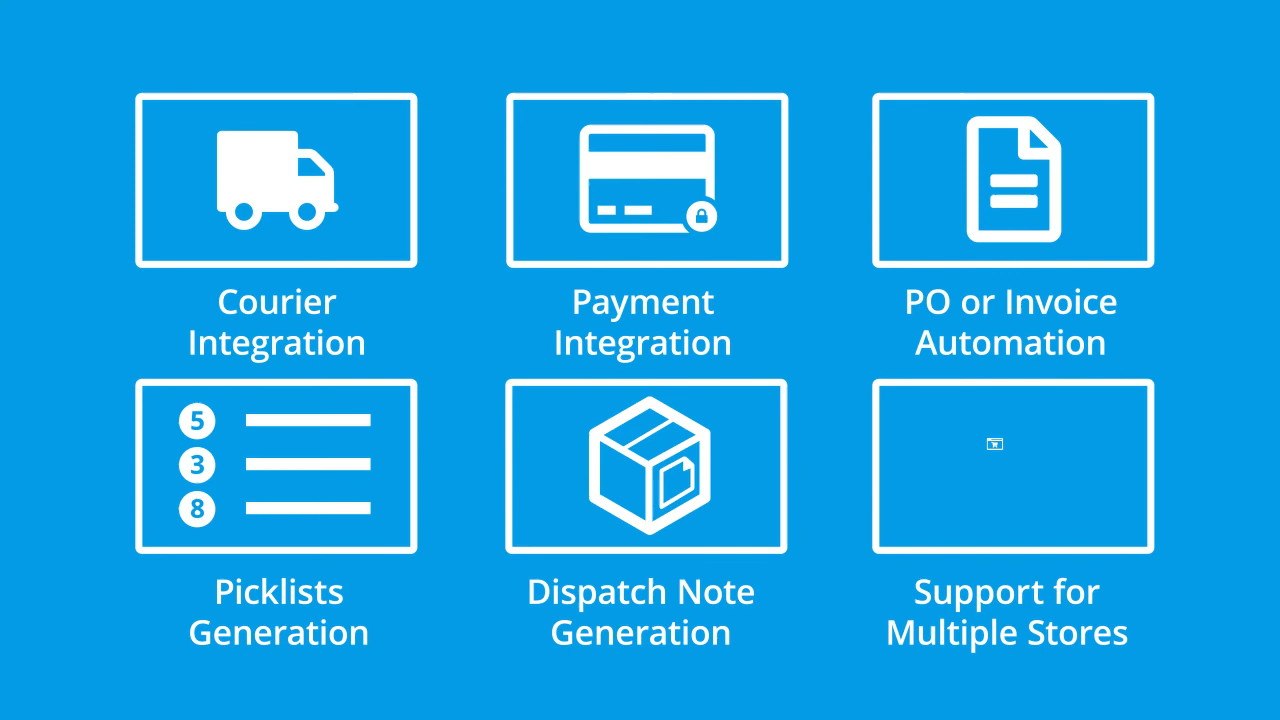 Courier
Integration
Payment
Integration
PO or Invoice
Automation
5
3
8
Picklists
Generation
Dispatch Note
Generation
Support for
Multiple Stores